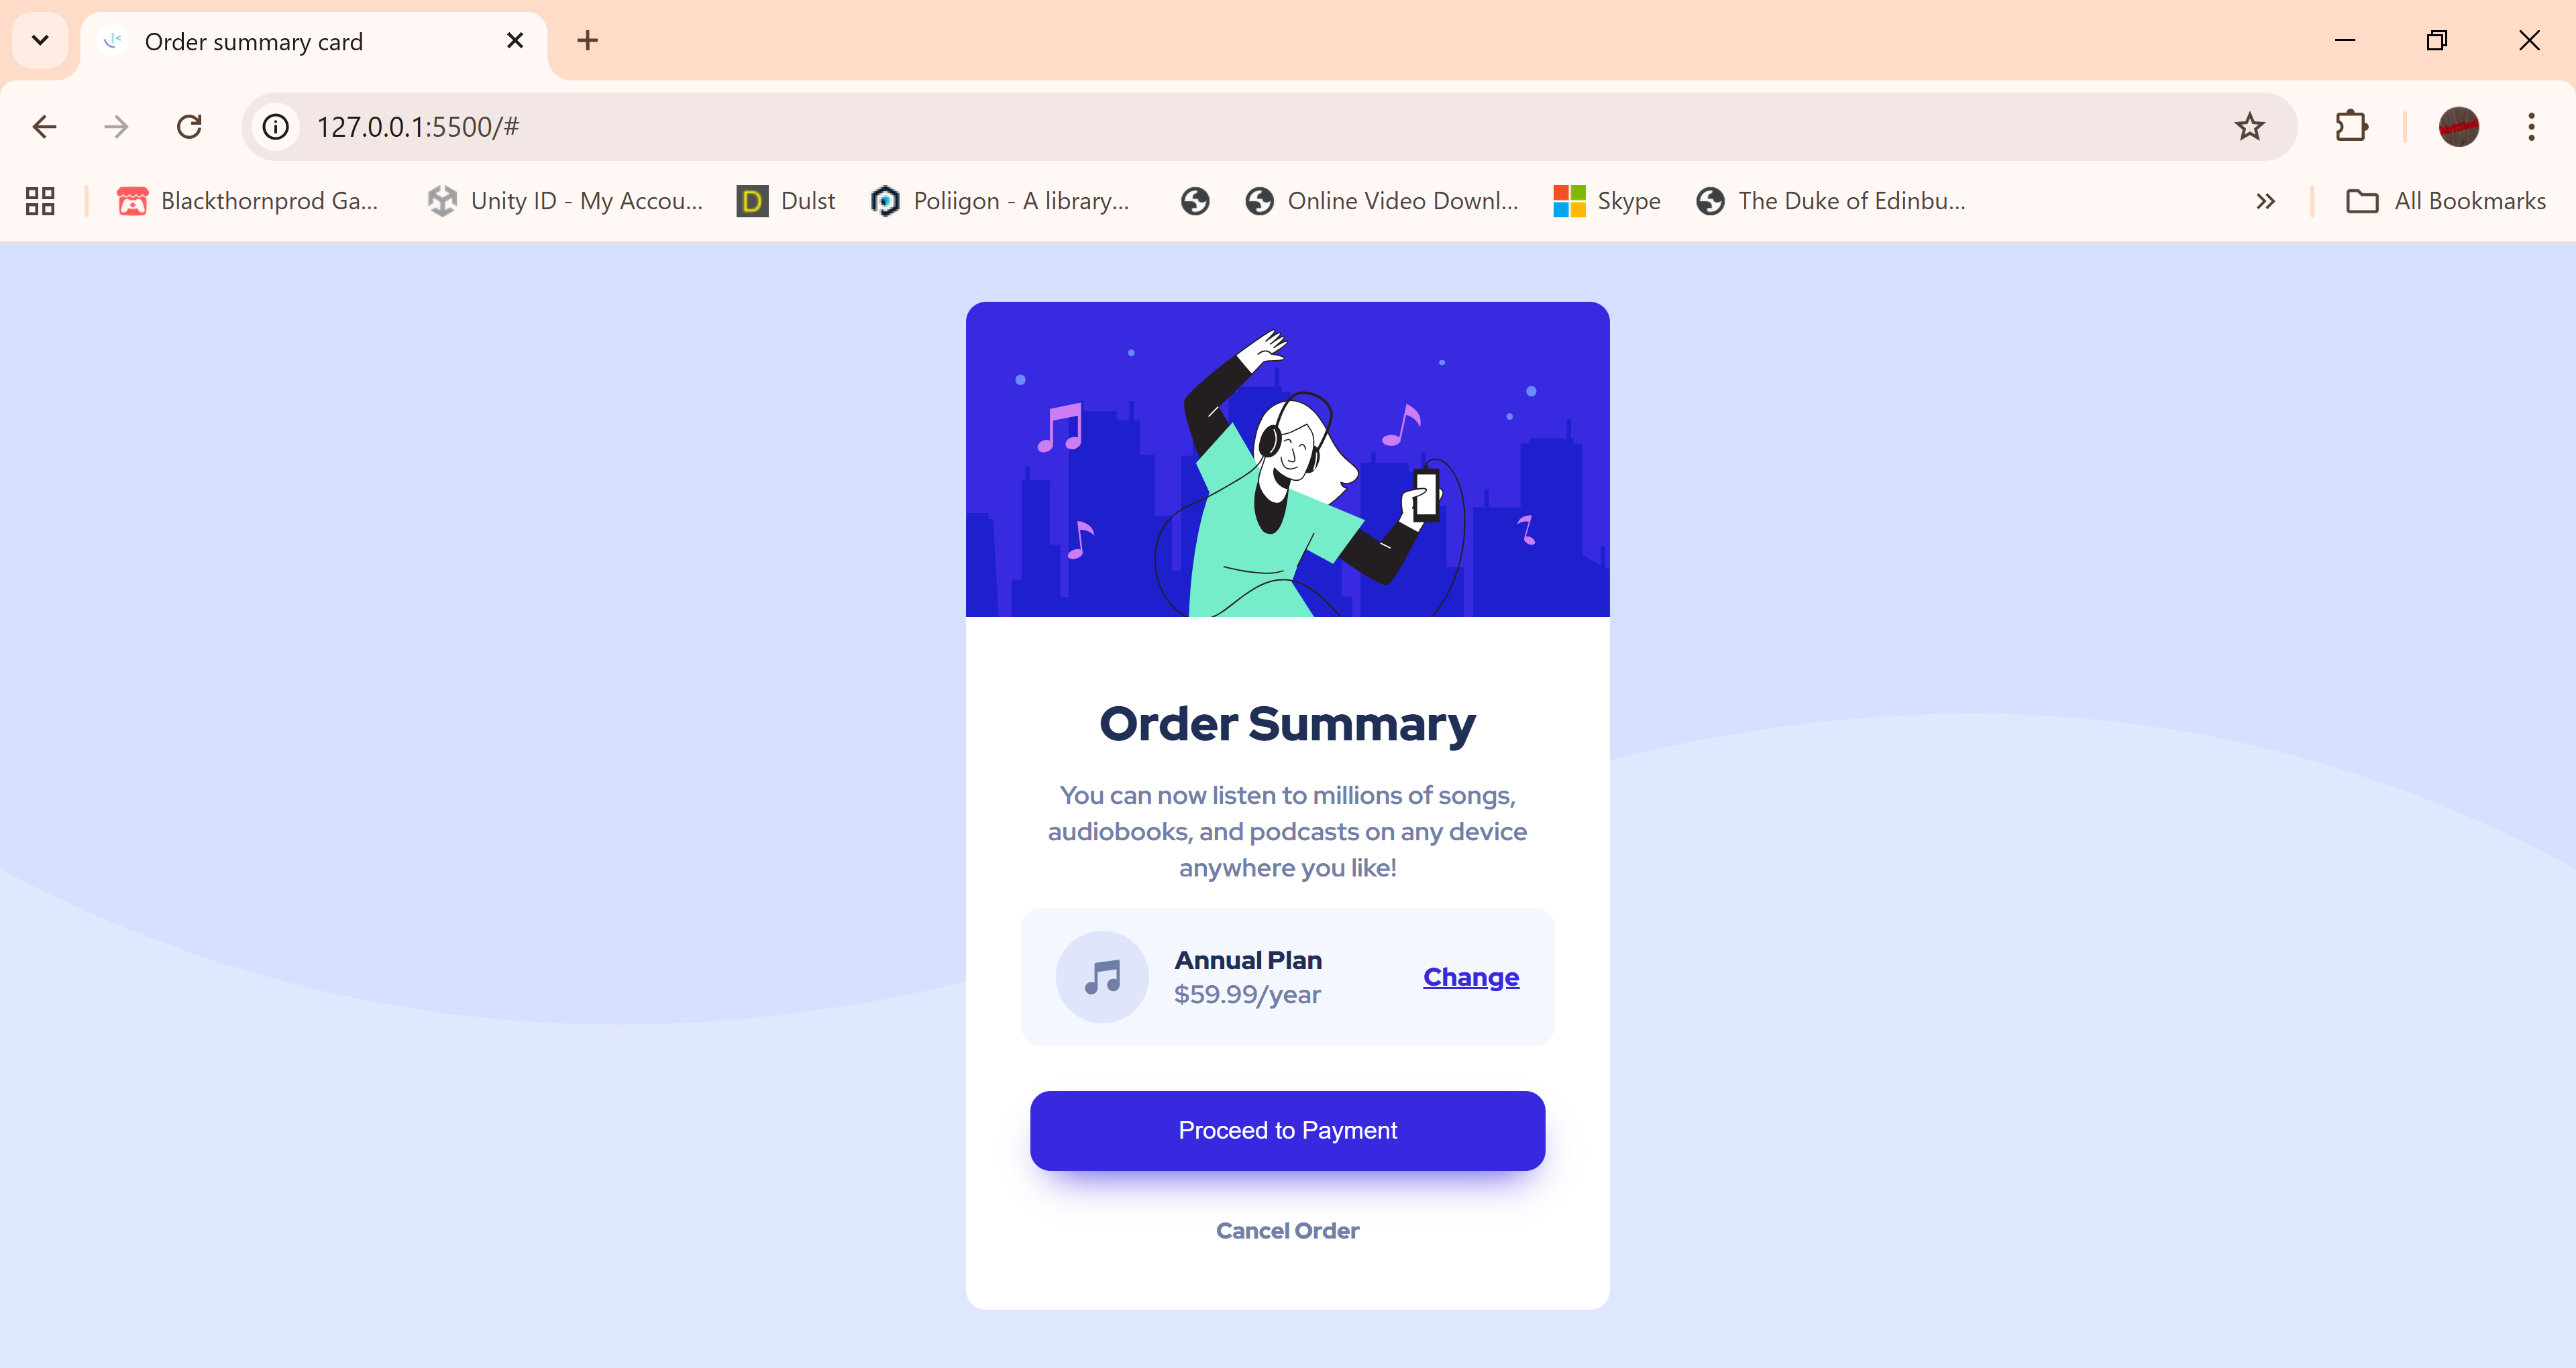 Order summary card
127.0.0.1:5500/#
Blackthornprod Ga...
Unity ID - My Accou...
D
Dulst
Poliigon - A library...
Online Video Downl...
Skype
The Duke of Edinbu...
All Bookmarks
Order Summary
You can now listen to millions of songs,
audiobooks, and podcasts on any device
anywhere you like!
Annual Plan
$59.99/year
Change
Proceed to Payment
Cancel Order